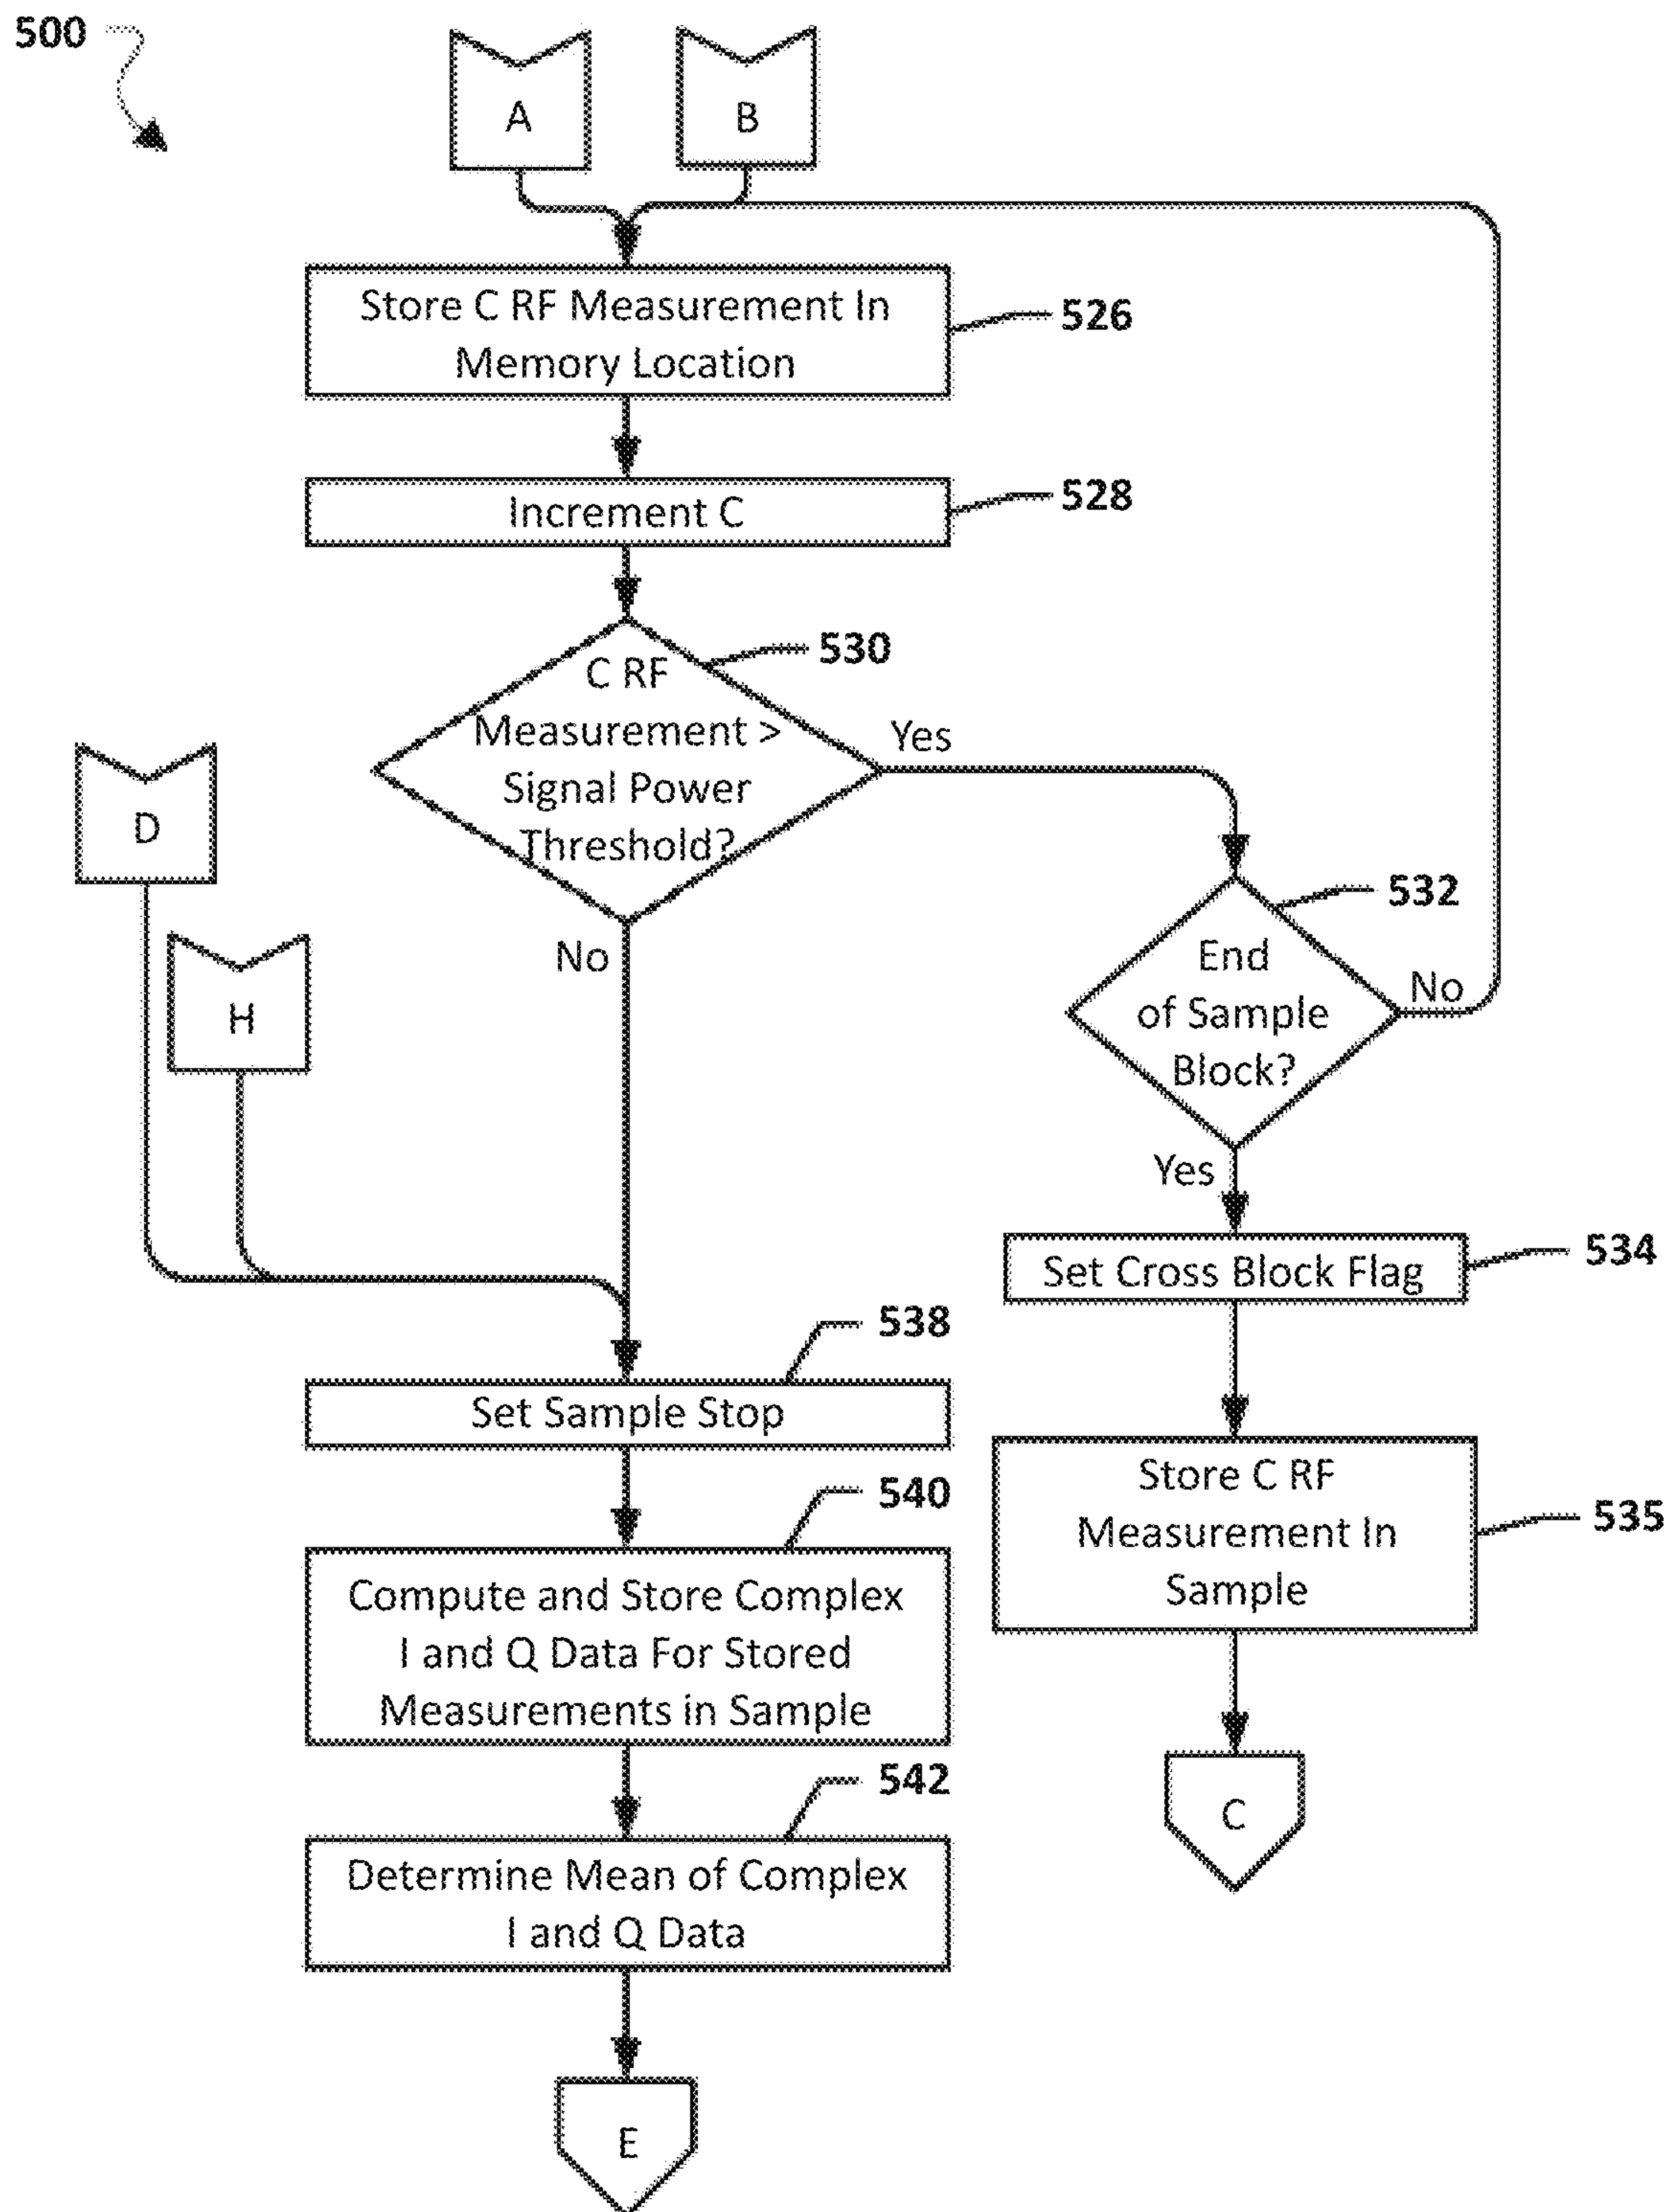 500
A
B
Store C RF Measurement In
Memory Location
526
Increment C
528
530
C RF
Measurement >
Signal Power
Threshold?
Yes
No
D
H
532
End
of Sample
Block?
No
Yes
Set Cross Block Flag
534
538
Set Sample Stop
Store C RF
Measurement In
Sample
535
540
Compute and Store Complex
I and Q Data For Stored
Measurements in Sample
542
Determine Mean of Complex
I and Q Data
C
E